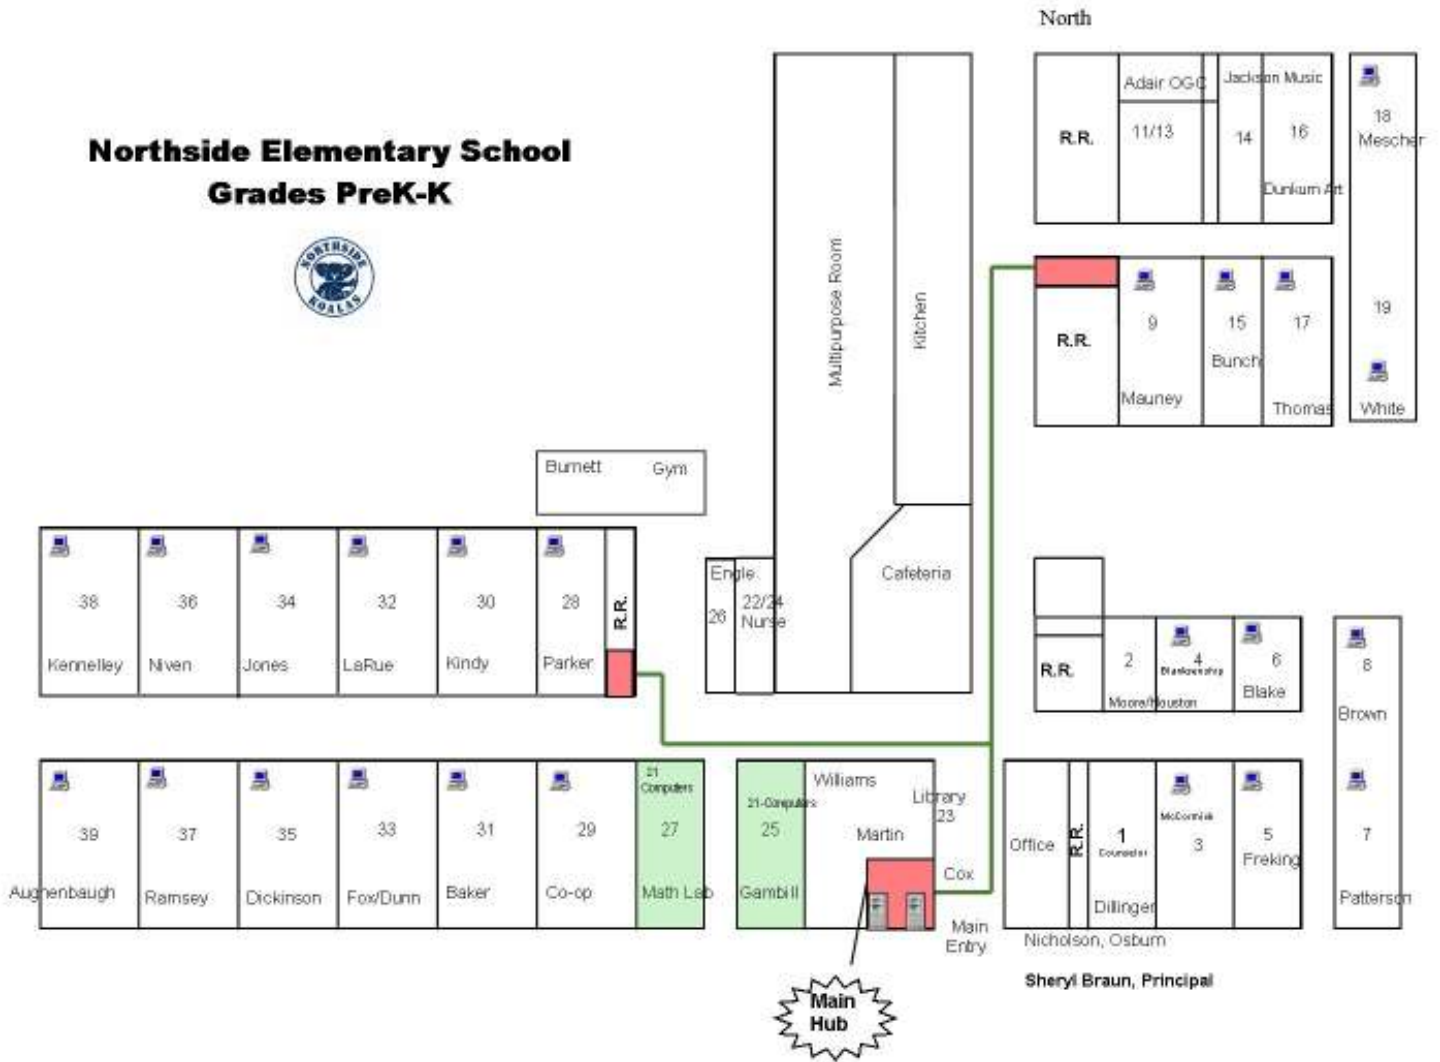 North
Northside Elementary School
Grades PreK-K
NORTHSIDE
KOALAS
Adair OGC
Jackson Music
R.R.
11/13
14
16
Dunkum Art
18
Mescher
19
White
R.R.
9
Mauney
15
Bunch
17
Thomas
Multipurpose Room
Kitchen
Cafeteria
Burnett
Gym
Engle
26
22/24
Nurse
38
Kennelley
36
Niven
34
Jones
32
LaRue
30
Kindy
28
Parker
R.R.
R.R.
2
Moore/Houston
4
Blankenship
6
Blake
8
Brown
39
Aughenbaugh
37
Ramsey
35
Dickinson
33
Fox/Dunn
31
Baker
29
Co-op
21
Computers
27
Math Lab
21-Computers
25
Gambill
Williams
Martin
Library
23
Cox
Main
Entry
Office
R.R.
1
Counselor
Dillinger
McCormick
3
5
Freking
7
Patterson
Nicholson, Osburn
Sheryl Braun, Principal
Main
Hub